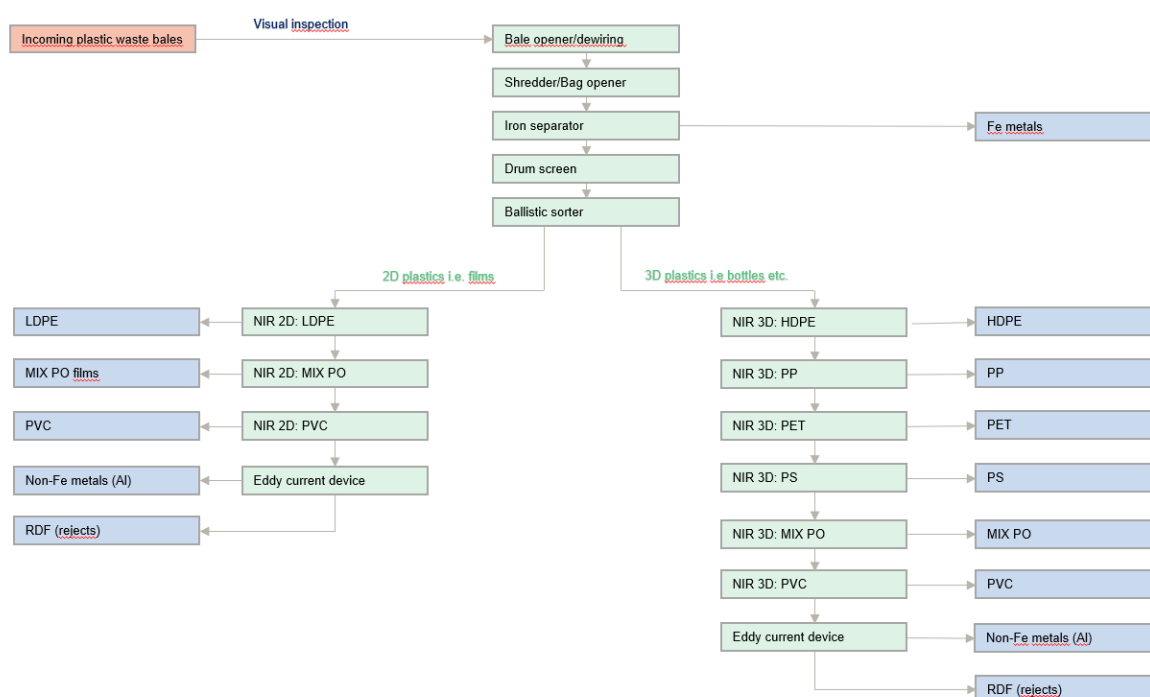 Visual inspection
Incoming plastic waste bales
Bale opener/dewiring
Shredder/Bag opener
Iron separator
Fe metals
Drum screen
Ballistic sorter
2D plastics i.e. films
3D plastics i.e bottles etc.
LDPE
NIR 2D: LDPE
NIR 3D: HDPE
HDPE
MIX PO films
NIR 2D: MIX PO
NIR 3D: PP
PP
PVC
NIR 2D: PVC
NIR 3D: PET
PET
Non-Fe metals (Al)
Eddy current device
NIR 3D: PS
PS
RDF (rejects)
NIR 3D: MIX PO
MIX PO
NIR 3D: PVC
PVC
Eddy current device
Non-Fe metals (Al)
RDF (rejects)